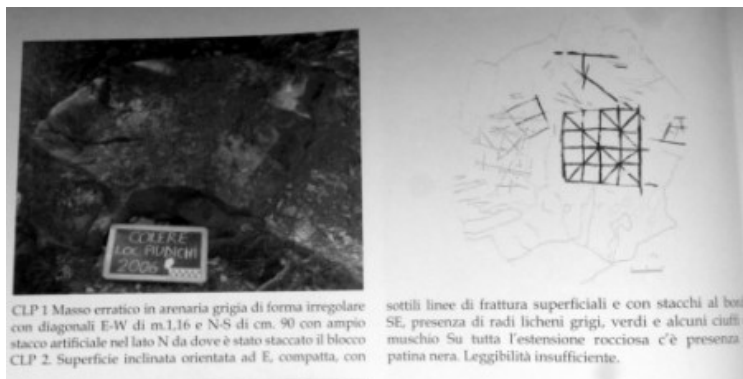 COLERE
LOC. PIUNCHI
2006
CLP 1 Masso erratico in arenaria grigia di forma irregolare
con diagonali E-W di m.1,16 e N-S di cm. 90 con ampio
stacco artificiale nel lato N da dove è stato staccato il blocco
CLP 2. Superficie inclinata orientata ad E, compatta, con
sottili linee di frattura superficiali e con stacchi al
SE, presenza di radi licheni grigi, verdi e alcuni ciuffi
muschio Su tutta l'estensione rocciosa c'è presenza
patina nera. Leggibilità insufficiente.